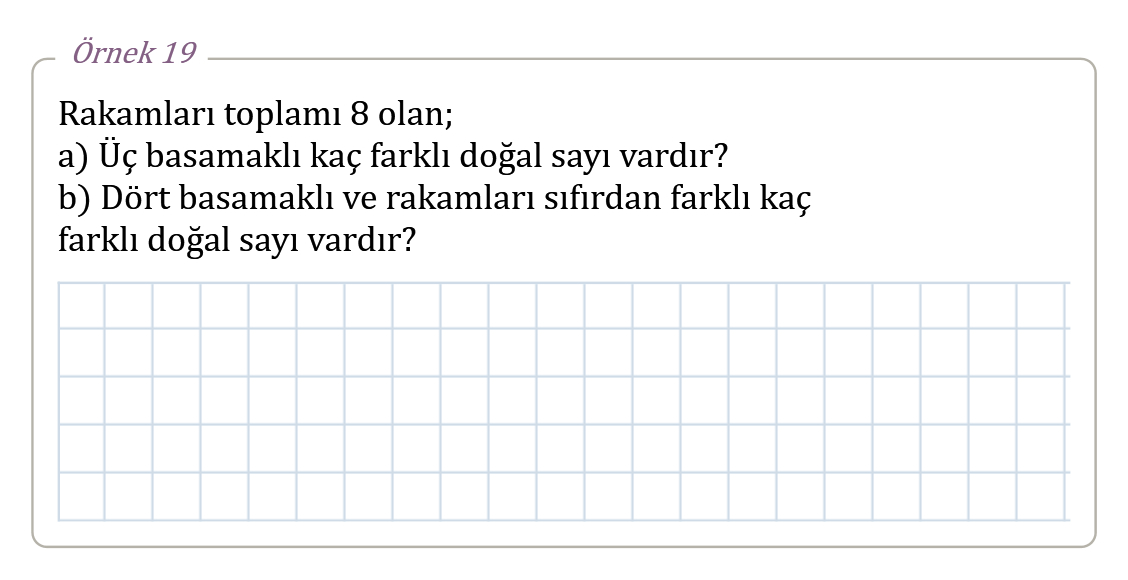 Örnek 19
Rakamları toplamı 8 olan;
a) Üç basamaklı kaç farklı doğal sayı vardır?
b) Dört basamaklı ve rakamları sıfırdan farklı kaç
farklı doğal sayı vardır?